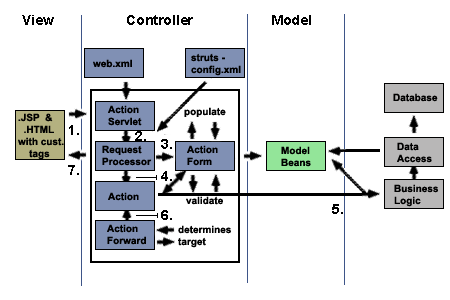 View
Controller
Model
web.xml
struts -
config.xml
.JSP &
.HTML
with cust.
tags
1.
Action
Servlet
2.
populate
Request
Processor
3.
Action
Form
Model
Beans
Database
Data
Access
Business
Logic
7.
4.
Action
validate
5.
6.
Action
Forward
determines
target